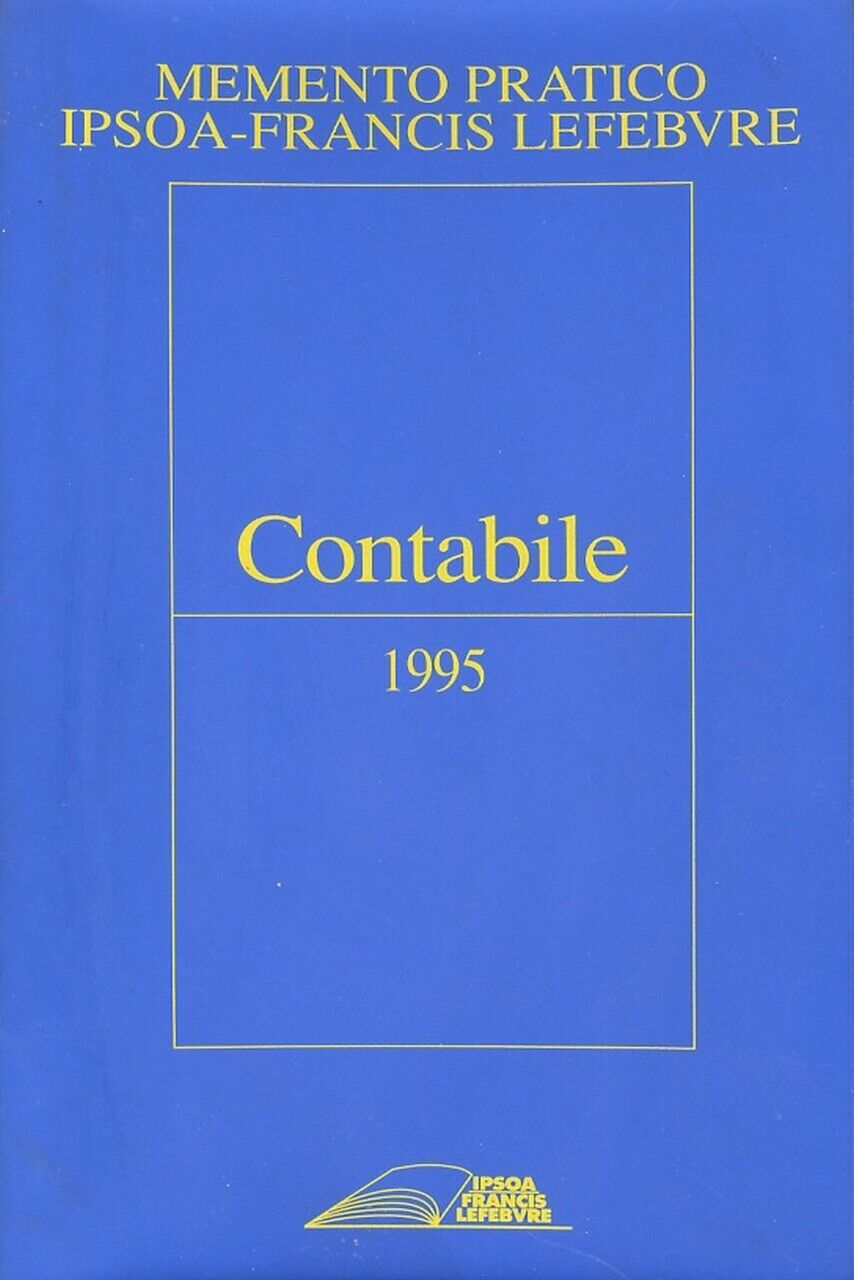 MEMENTO PRATICO
IPSOA-FRANCIS LEFEBVRE
Contabile
1995
IPSOA
FRANCIS
LEFEBVRE